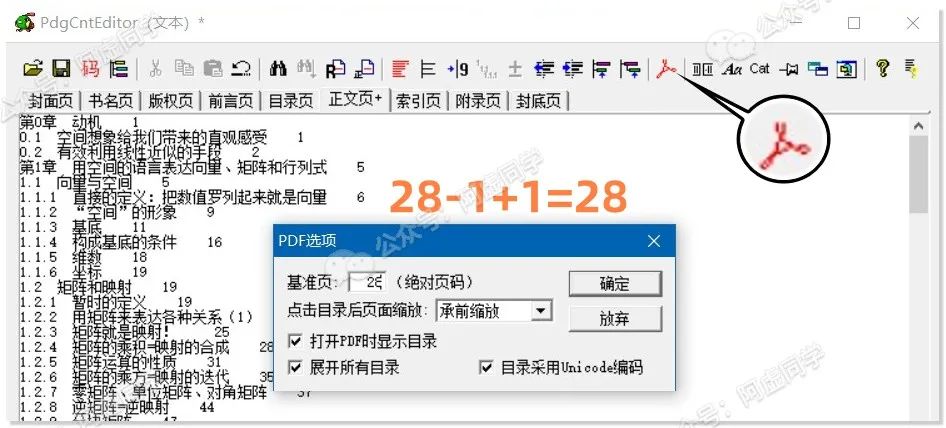 PdgCntEditor（文本） *
码 Aa Cat
封面页 书名页 版权页 前言页 目录页 正文页+ 索引页 附录页 封底页
第0章 动机 1
0.1 空间想象给我们带来的直观感受 1
0.2 有效利用线性近似的手段 2
第1章 用空间的语言表达向量、矩阵和行列式 5
1.1 向量与空间 5
1.1.1 直接的定义：把数值罗列起来就是向量 6
1.1.2 “空间”的形象 9
1.1.3 基底 11
1.1.4 构成基底的条件 16
1.1.5 维数 18
1.1.6 坐标 19
1.2 矩阵和映射 19
1.2.1 暂时的定义 19
1.2.2 用矩阵来表达各种关系(1)
1.2.3 矩阵就是映射！ 25
1.2.4 矩阵的乘积=映射的合成 28
1.2.5 矩阵运算的性质 31
1.2.6 矩阵的乘方=映射的迭代 35
1.2.7 零矩阵、单位矩阵、对角矩阵 37
1.2.8 逆矩阵=逆映射 44
28-1+1=28
PDF选项
基准页： （绝对页码） 确定
点击目录后页面缩放： 承前缩放 放弃
打开PDF时显示目录
展开所有目录 目录采用Unicode编码
公众号：阿虚同学
公众号：阿虚同学
公众号：阿虚同学